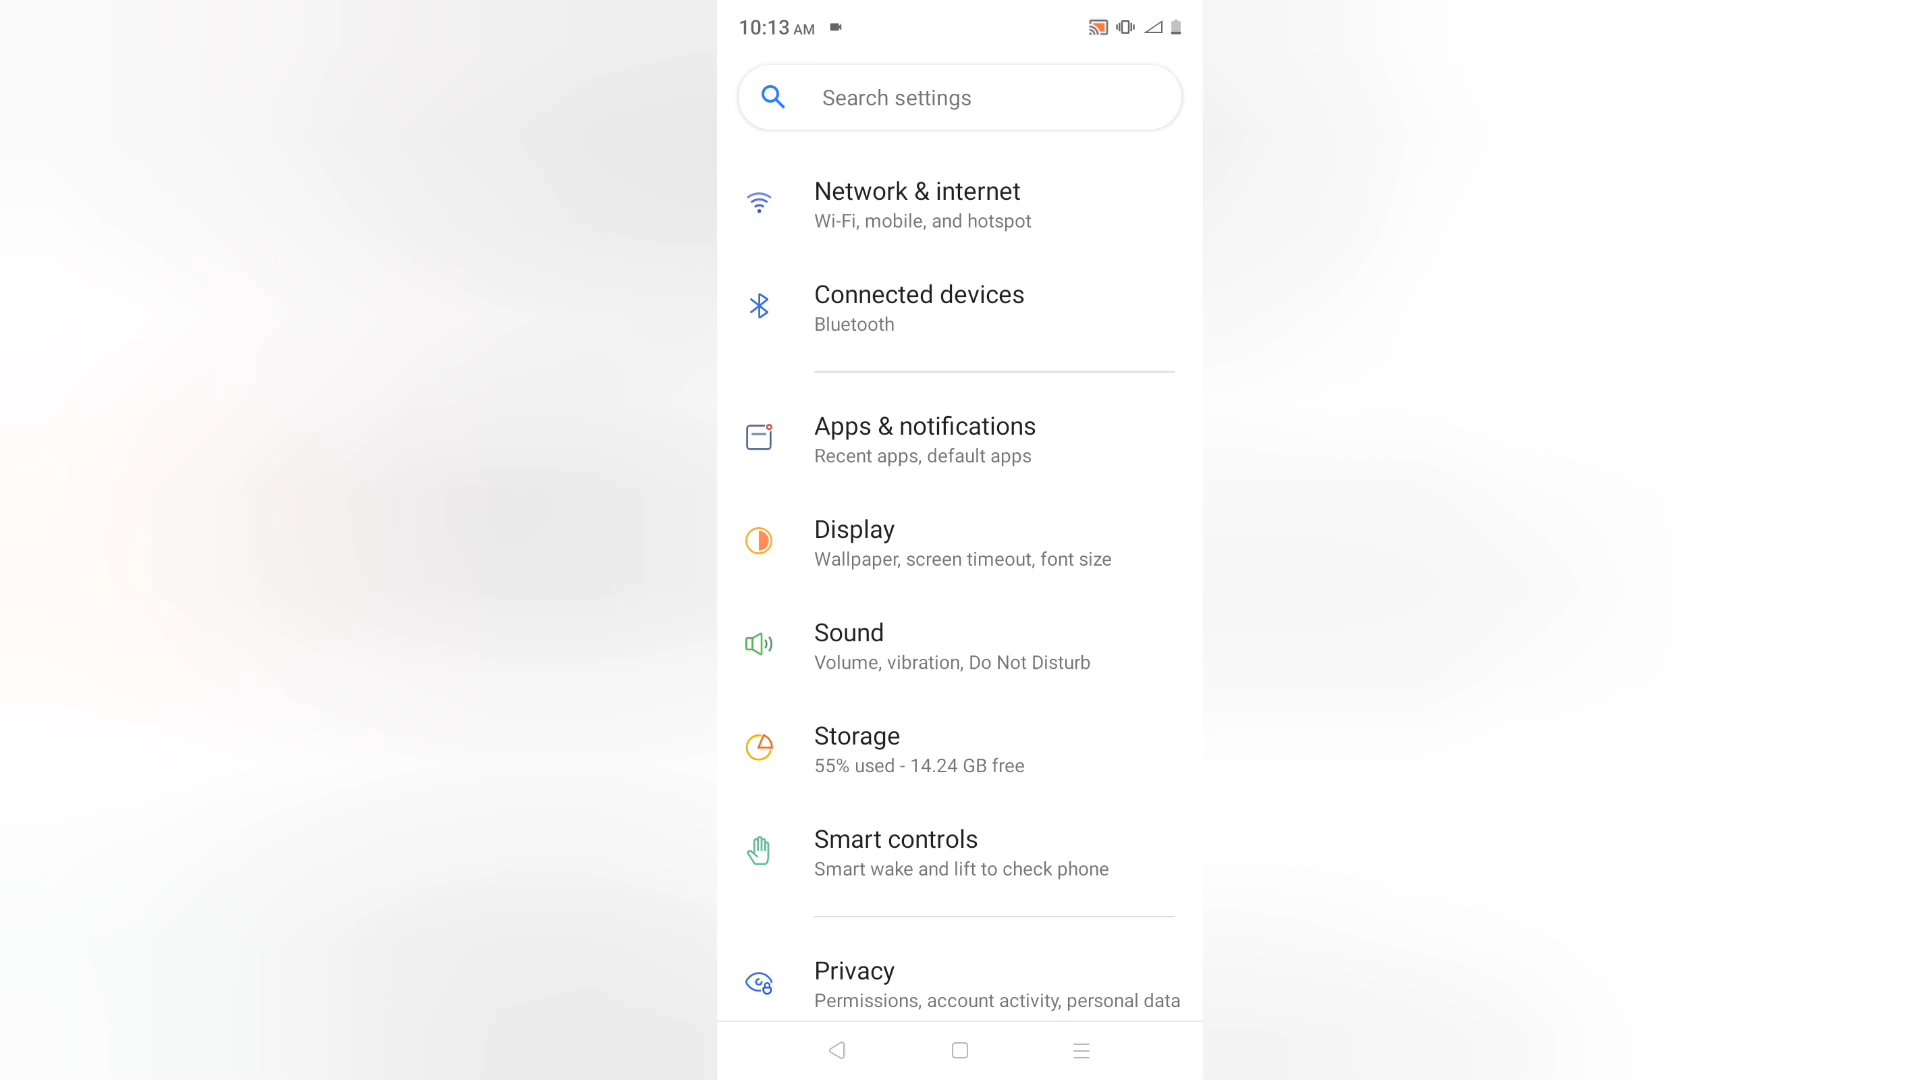 10:13 AM
Search settings
Network & internet
Wi-Fi, mobile, and hotspot
Connected devices
Bluetooth
Apps & notifications
Recent apps, default apps
Display
Wallpaper, screen timeout, font size
Sound
Volume, vibration, Do Not Disturb
Storage
55% used - 14.24 GB free
Smart controls
Smart wake and lift to check phone
Privacy
Permissions, account activity, personal data